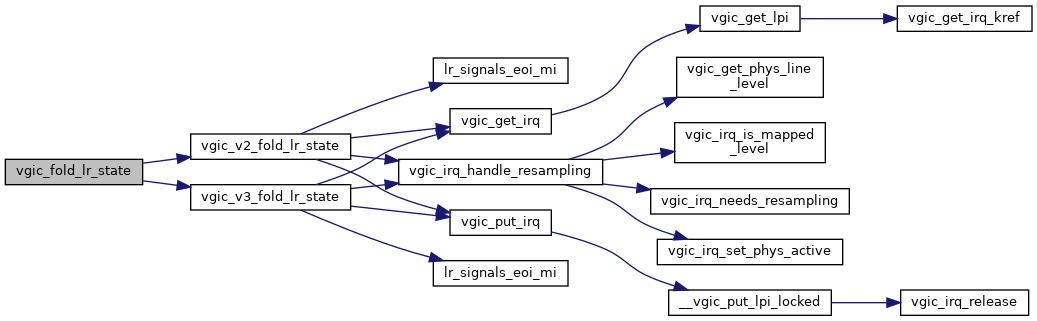 vgic_fold_lr_state
vgic_v2_fold_lr_state
vgic_v3_fold_lr_state
lr_signals_eoi_mi
vgic_get_irq
vgic_irq_handle_resampling
vgic_put_irq
lr_signals_eoi_mi
vgic_get_lpi
vgic_get_phys_line
_level
vgic_irq_is_mapped
_level
vgic_irq_needs_resampling
vgic_irq_set_phys_active
__vgic_put_lpi_locked
vgic_get_irq_kref
vgic_irq_release